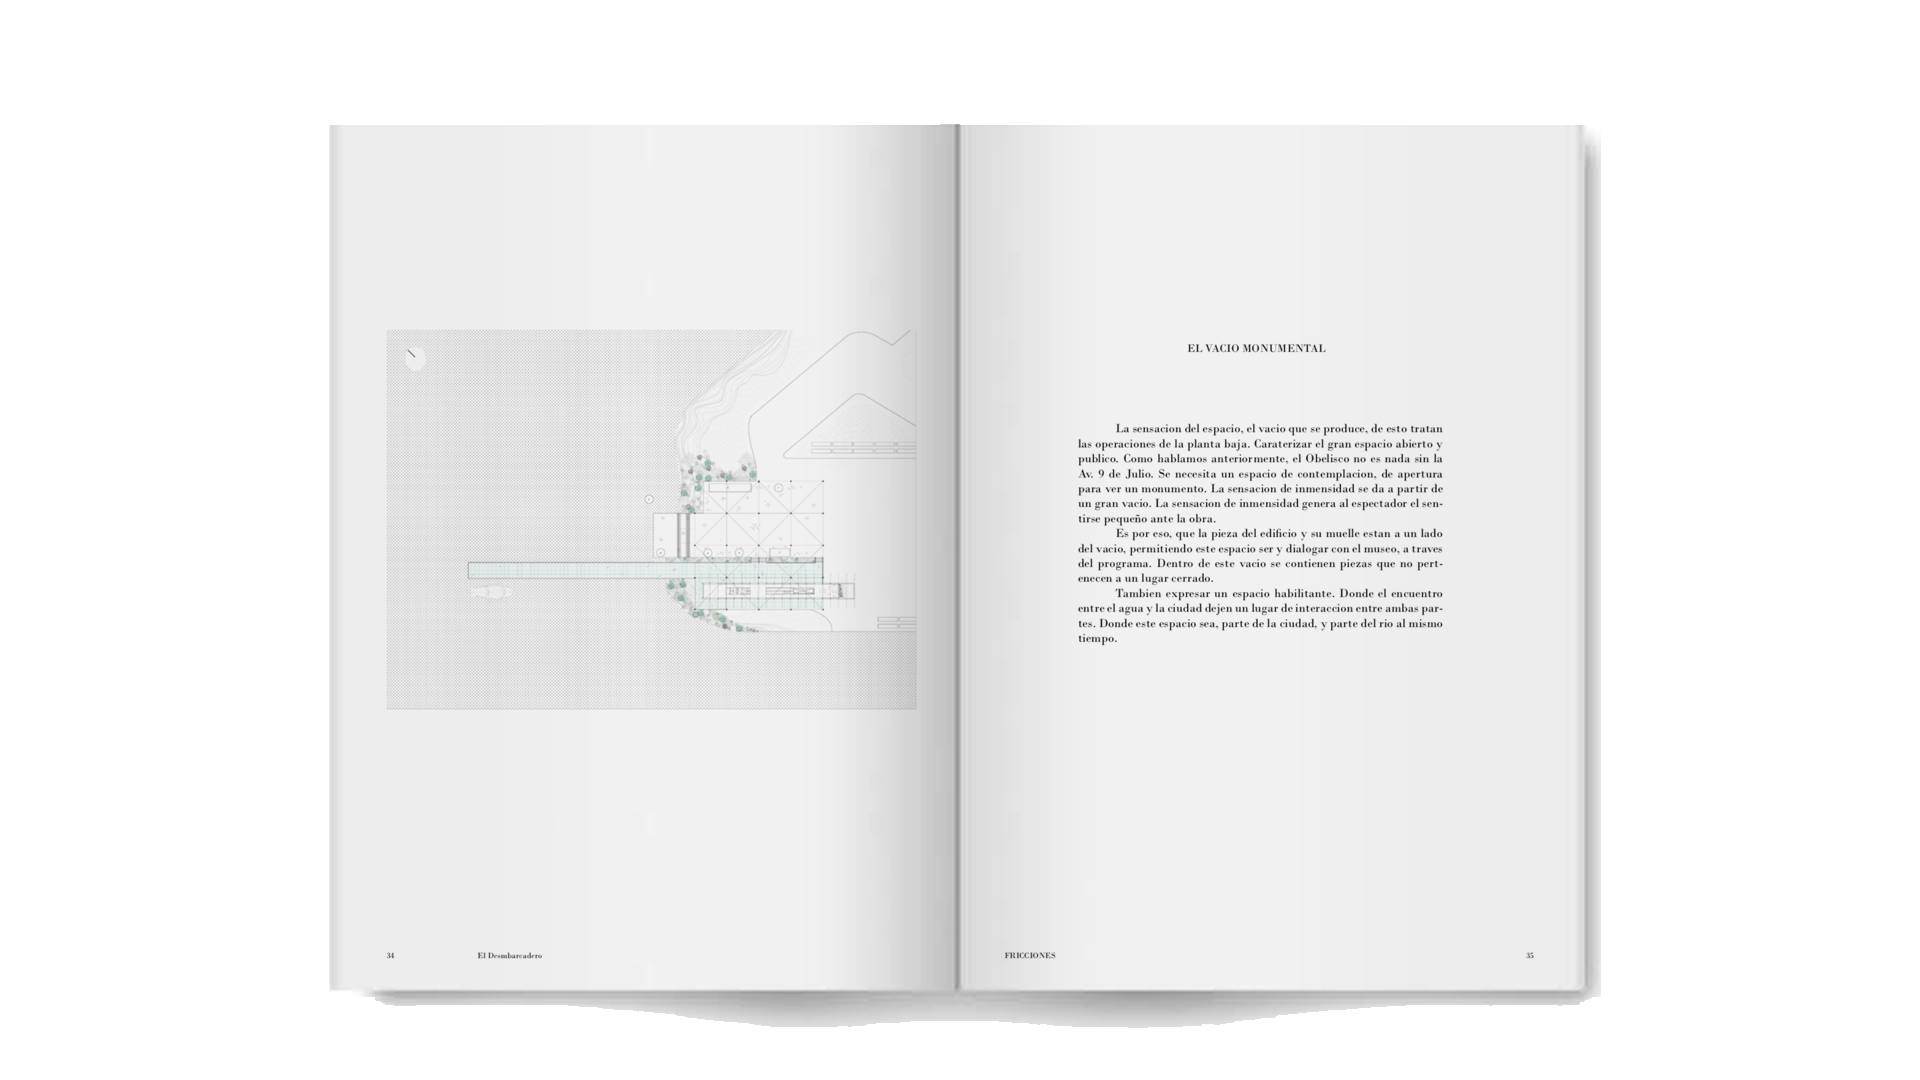 34
El Desmbarcadero
EL VACIO MONUMENTAL
La sensacion del espacio, el vacio que se produce, de esto tratan
las operaciones de la planta baja. Caraterizar el gran espacio abierto y
publico. Como hablamos anteriormente, el Obelisco no es nada sin la
Av. 9 de Julio. Se necesita un espacio de contemplacion, de apertura
para ver un monumento. La sensacion de inmensidad se da a partir de
un gran vacio. La sensacion de inmensidad genera al espectador el sen-
tirse pequeño ante la obra.
Es por eso, que la pieza del edificio y su muelle estan a un lado
del vacio, permitiendo este espacio ser y dialogar con el museo, a traves
del programa. Dentro de este vacio se contienen piezas que no pert-
enecen a un lugar cerrado.
Tambien expresar un espacio habilitante. Donde el encuentro
entre el agua y la ciudad dejen un lugar de interaccion entre ambas par-
tes. Donde este espacio sea, parte de la ciudad, y parte del rio al mismo
tiempo.
FRICCIONES
35